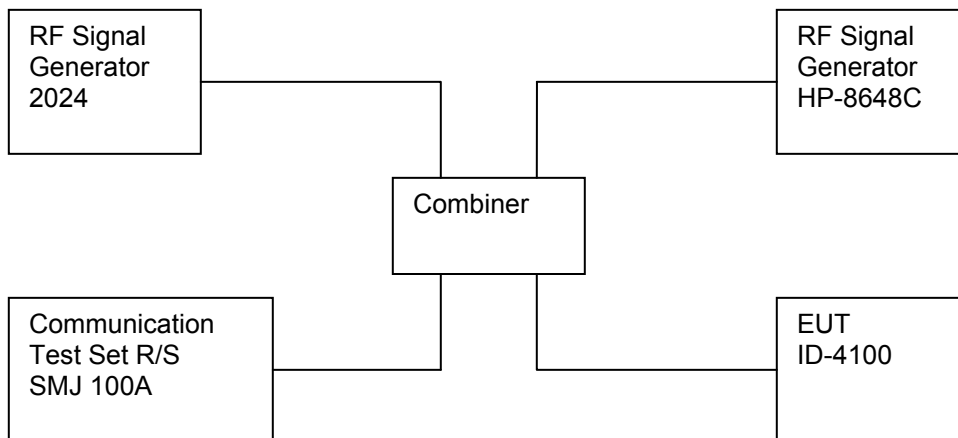 RF Signal
Generator
2024
RF Signal
Generator
HP-8648C
Combiner
Communication
Test Set R/S
SMJ 100A
EUT
ID-4100